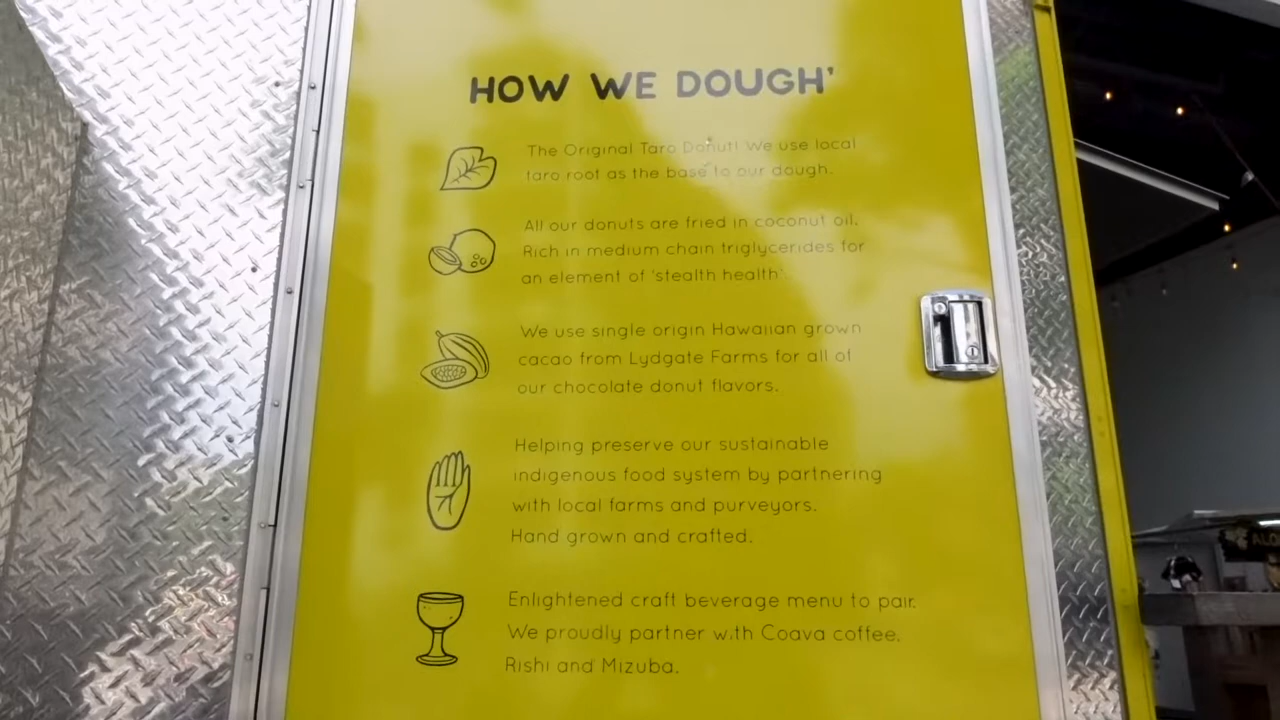 HOW WE DOUGH'
The Original Taro Donut! We use local
taro root as the base to our dough.
All our donuts are fried in coconut oil.
Rich in medium chain triglycerides for
an element of 'stealth health'
We use single origin Hawaiian grown
cacao from Lydgate Farms for all of
our chocolate donut flavors.
Helping preserve our sustainable
indigenous food system by partnering
with local farms and purveyors.
Hand grown and crafted.
Enlightened craft beverage menu to pair.
We proudly partner with Coava coffee,
Rishi and Mizuba.